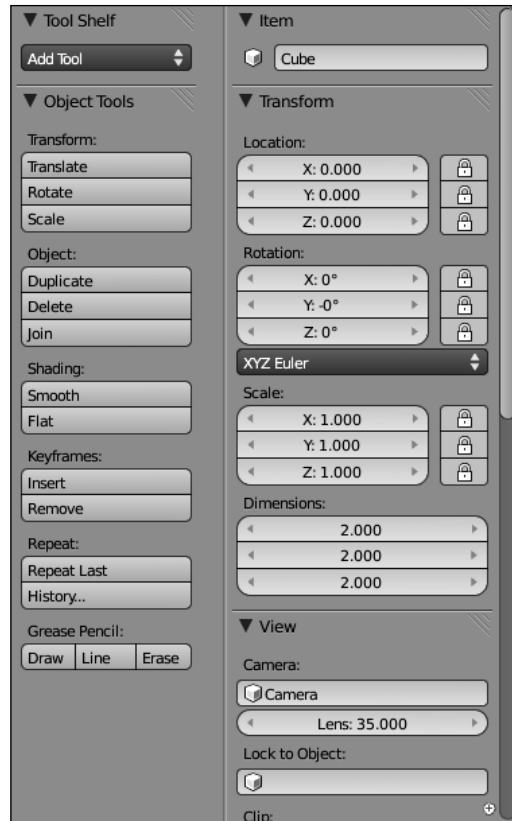 Tool Shelf
Add Tool
Object Tools
Transform:
Translate
Rotate
Scale
Object:
Duplicate
Delete
Join
Shading:
Smooth
Flat
Keyframes:
Insert
Remove
Repeat:
Repeat Last
History...
Grease Pencil:
Draw Line Erase
Item
Cube
Transform
Location:
X: 0.000
Y: 0.000
Z: 0.000
Rotation:
X: 0°
Y: -0°
Z: 0°
XYZ Euler
Scale:
X: 1.000
Y: 1.000
Z: 1.000
Dimensions:
2.000
2.000
2.000
View
Camera:
Camera
Lens: 35.000
Lock to Object:
Clip: